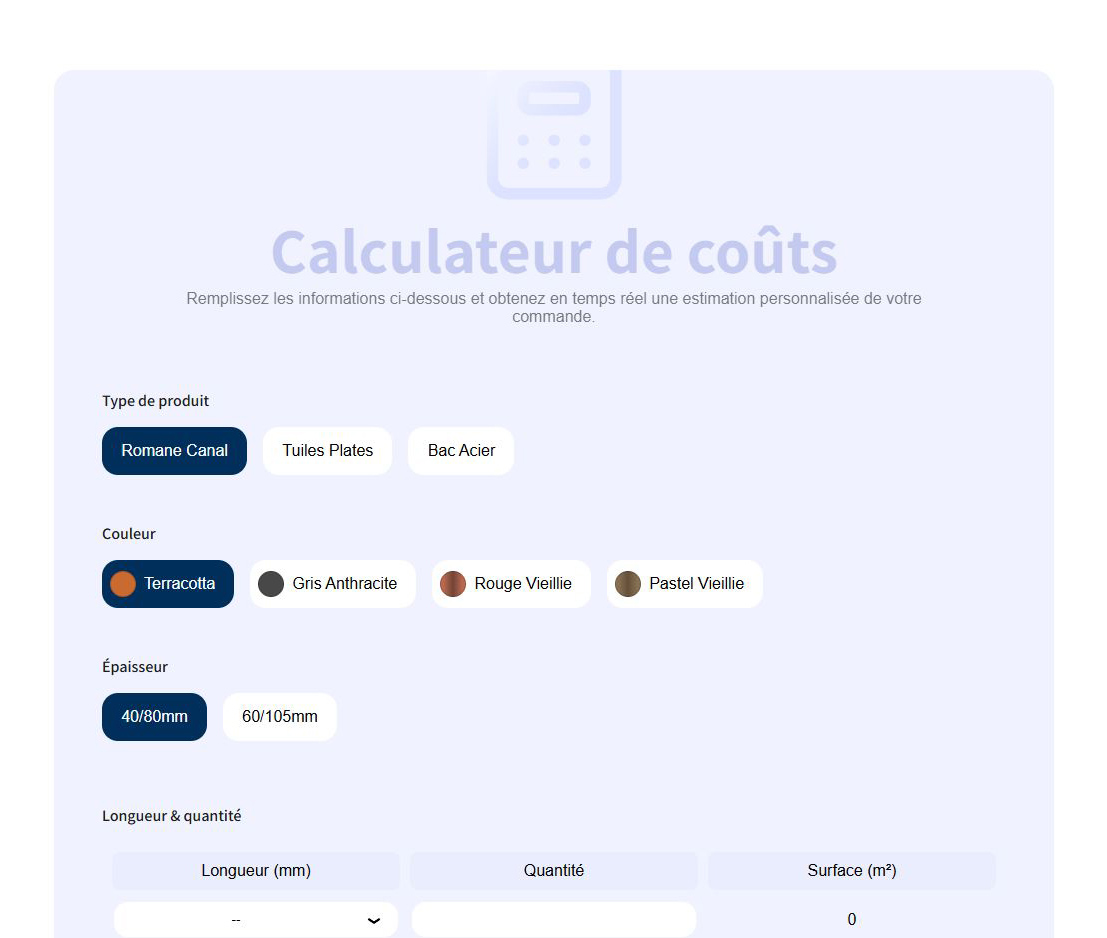 Calculateur de coûts
Remplissez les informations ci-dessous et obtenez en temps réel une estimation personnalisée de votre
commande.
Type de produit
Romane Canal Tuiles Plates Bac Acier
Couleur
Terracotta Gris Anthracite Rouge Vieillie Pastel Vieillie
Épaisseur
40/80mm 60/105mm
Longueur & quantité
Longueur (mm) Quantité Surface (m²)
-- 0